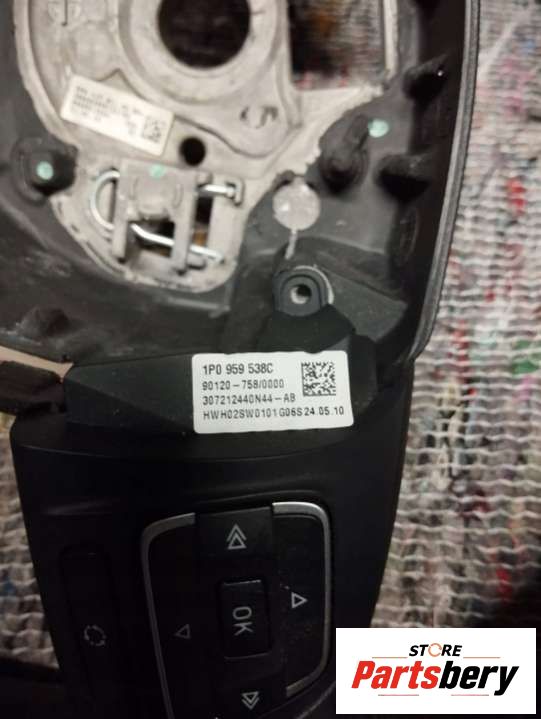 1P0 959 538C
90120-758/0000
307212440N44-AB
HWH02SW0101G06S 24.05.10
OK
STORE
Partsbery